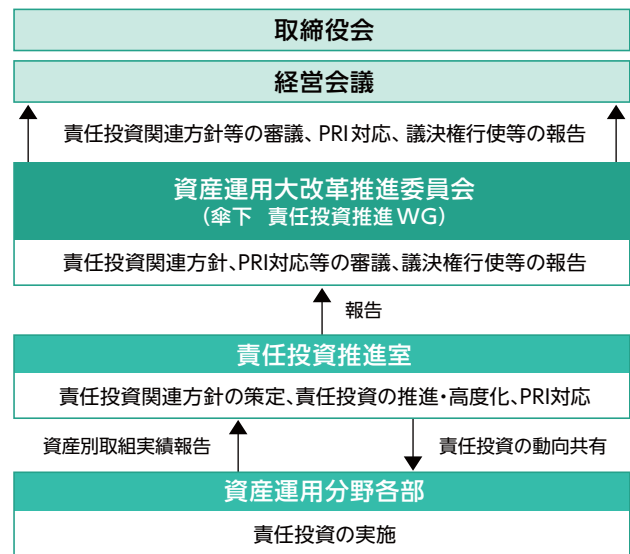 取締役会
経営会議
責任投資関連方針等の審議、PRI対応、議決権行使等の報告
資産運用大改革推進委員会
（傘下 責任投資推進WG）
責任投資関連方針、PRI対応等の審議、議決権行使等の報告
報告
責任投資推進室
責任投資関連方針の策定、責任投資の推進・高度化、PRI対応
資産別取組実績報告
責任投資の動向共有
資産運用分野各部
責任投資の実施